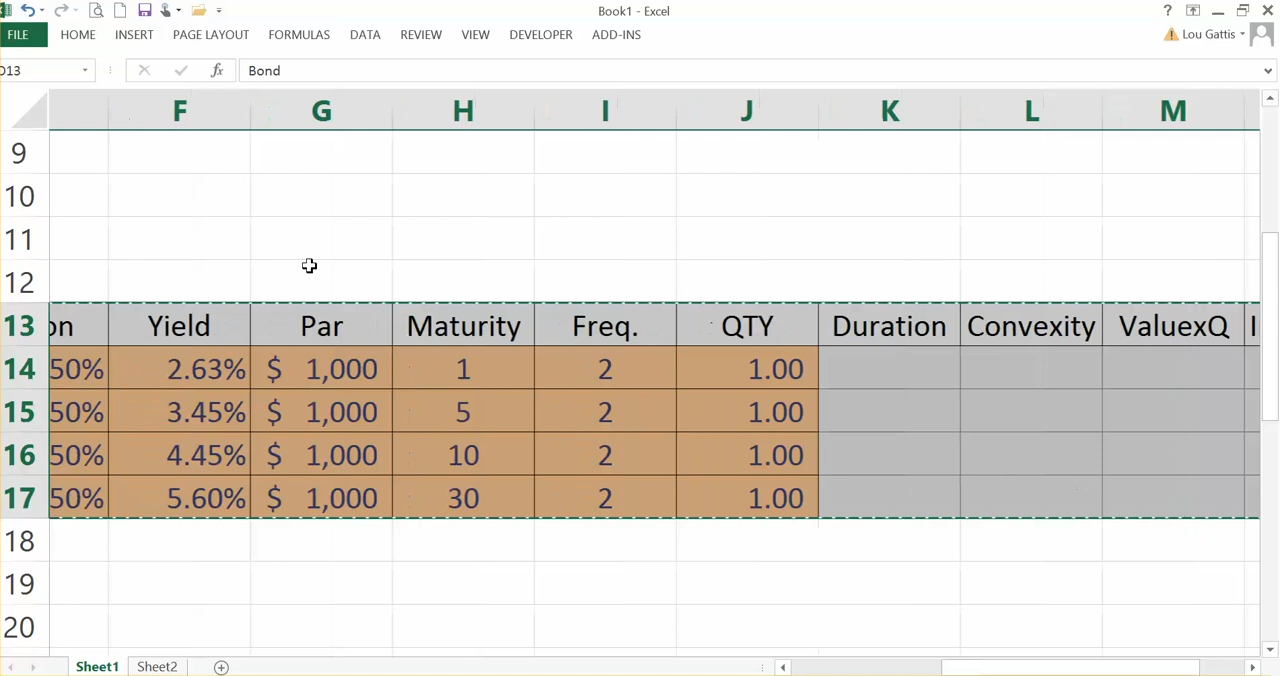 Book1 - Excel
?
FILE HOME INSERT PAGE LAYOUT FORMULAS DATA REVIEW VIEW DEVELOPER ADD-INS Lou Gattis
D13 fx Bond
F G H I J K L M
9
10
11
12
13 on Yield Par Maturity Freq. QTY Duration Convexity ValuexQ
14 50% 2.63% $ 1,000 1 2 1.00
15 50% 3.45% $ 1,000 5 2 1.00
16 50% 4.45% $ 1,000 10 2 1.00
17 50% 5.60% $ 1,000 30 2 1.00
18
19
20
Sheet1 Sheet2